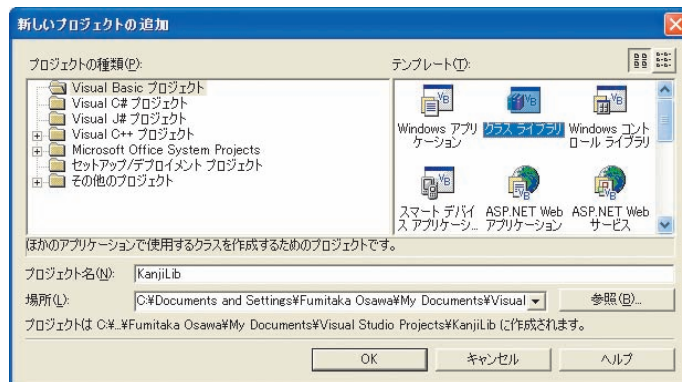 新しいプロジェクトの追加
プロジェクトの種類(P):
Visual Basic プロジェクト
Visual C# プロジェクト
Visual J# プロジェクト
Visual C++ プロジェクト
Microsoft Office System Projects
セットアップ/デプロイメント プロジェクト
その他のプロジェクト
テンプレート(T):
Windows アプリ
ケーション
クラス ライブラリ
Windows コント
ロール ライブラリ
スマート デバイ
ス アプリケーシ...
ASP.NET Web
アプリケーション
ASP.NET Web
サービス
ほかのアプリケーションで使用するクラスを作成するためのプロジェクトです。
プロジェクト名(N): KanjiLib
場所(L): C:¥Documents and Settings¥Fumitaka Osawa¥My Documents¥Visual 参照(B)...
プロジェクトは C:¥...¥Fumitaka Osawa¥My Documents¥Visual Studio Projects¥KanjiLib に作成されます。
OK キャンセル ヘルプ